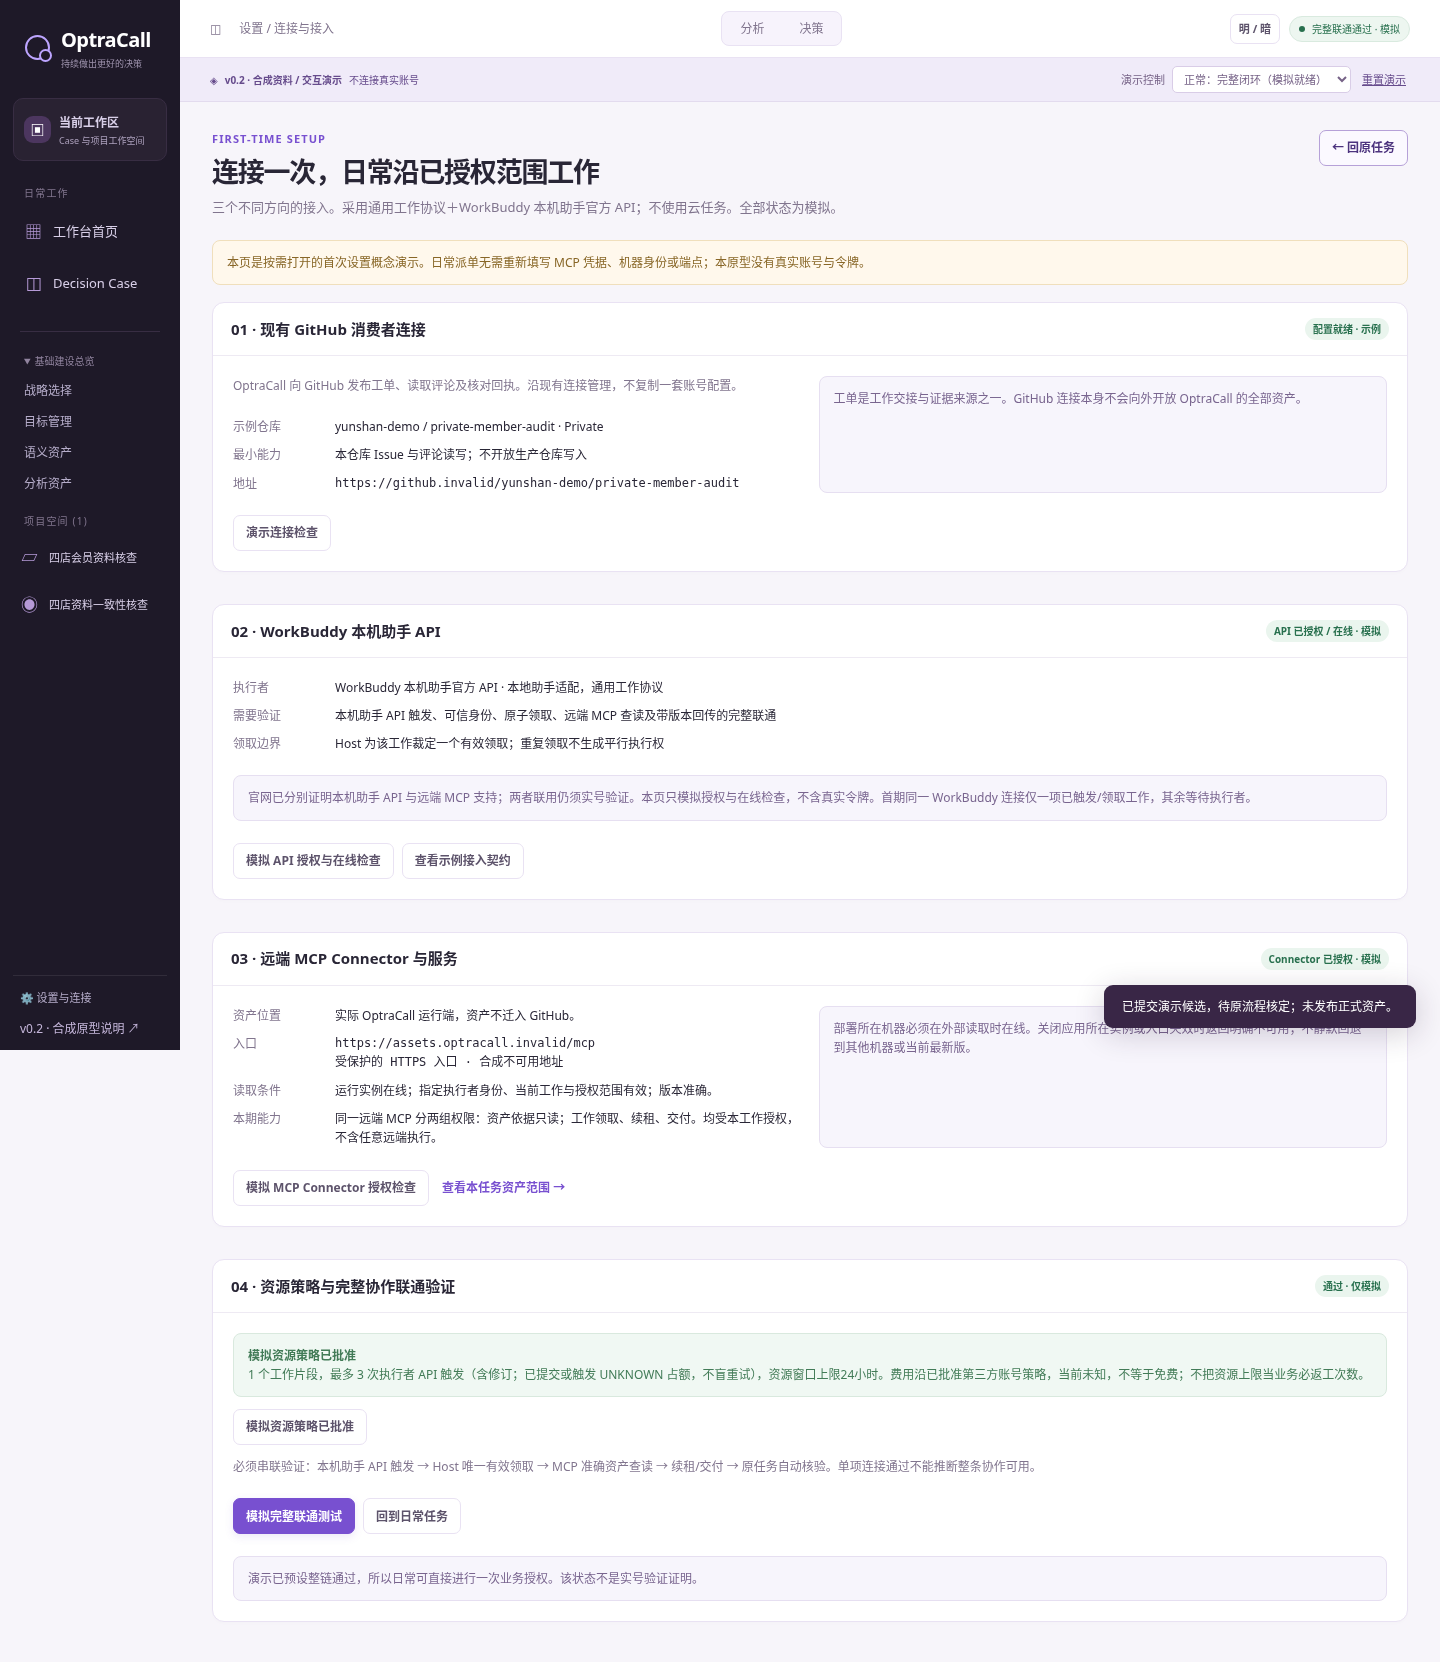 OptraCall
持续做出更好的决策
当前工作区
Case 与项目工作空间
日常工作
工作台首页
Decision Case
▼ 基础建设总览
战略选择
目标管理
语义资产
分析资产
项目空间 (1)
四店会员资料核查
四店资料一致性核查
设置与连接
v0.2 · 合成原型说明 ↗
设置 / 连接与接入
分析
决策
明 / 暗
完整联通通过 · 模拟
v0.2 · 合成资料 / 交互演示 不连接真实账号
演示控制
正常：完整闭环（模拟就绪）
重置演示
FIRST-TIME SETUP
连接一次，日常沿已授权范围工作
三个不同方向的接入。采用通用工作协议＋WorkBuddy 本机助手官方 API；不使用云任务。全部状态为模拟。
← 回原任务
本页是按需打开的首次设置概念演示。日常派单无需重新填写 MCP 凭据、机器身份或端点；本原型没有真实账号与令牌。
01 · 现有 GitHub 消费者连接
配置就绪 · 示例
OptraCall 向 GitHub 发布工单、读取评论及核对回执。沿现有连接管理，不复制一套账号配置。
示例仓库 yunshan-demo / private-member-audit · Private
最小能力 本仓库 Issue 与评论读写；不开放生产仓库写入
地址 https://github.invalid/yunshan-demo/private-member-audit
工单是工作交接与证据来源之一。GitHub 连接本身不会向外开放 OptraCall 的全部资产。
演示连接检查
02 · WorkBuddy 本机助手 API
API 已授权 / 在线 · 模拟
执行者 WorkBuddy 本机助手官方 API · 本地助手适配，通用工作协议
需要验证 本机助手 API 触发、可信身份、原子领取、远端 MCP 查读及带版本回传的完整联通
领取边界 Host 为该工作裁定一个有效领取；重复领取不生成平行执行权
官网已分别证明本机助手 API 与远端 MCP 支持；两者联用仍须实号验证。本页只模拟授权与在线检查，不含真实令牌。首期同一 WorkBuddy 连接仅一项已触发/领取工作，其余等待执行者。
模拟 API 授权与在线检查
查看示例接入契约
03 · 远端 MCP Connector 与服务
Connector 已授权 · 模拟
资产位置 实际 OptraCall 运行端，资产不迁入 GitHub。
入口 https://assets.optracall.invalid/mcp
受保护的 HTTPS 入口 · 合成不可用地址
读取条件 运行实例在线；指定执行者身份、当前工作与授权范围有效；版本准确。
本期能力 同一远端 MCP 分两组权限：资产依据只读；工作领取、续租、交付。均受本工作授权，
不含任意远端执行。
已提交演示候选，待原流程核定；未发布正式资产。
部署所在机器必须在外部读取时在线。关闭应用所在实例或入口失效时返回明确不可用；不静默回退
到其他机器或当前最新版。
模拟 MCP Connector 授权检查
查看本任务资产范围 →
04 · 资源策略与完整协作联通验证
通过 · 仅模拟
模拟资源策略已批准
1 个工作片段，最多 3 次执行者 API 触发（含修订；已提交或触发 UNKNOWN 占额，不盲重试），资源窗口上限24小时。费用沿已批准第三方账号策略，当前未知，不等于免费；不把资源上限当业务必返工次数。
模拟资源策略已批准
必须串联验证：本机助手 API 触发 → Host 唯一有效领取 → MCP 准确资产查读 → 续租/交付 → 原任务自动核验。单项连接通过不能推断整条协作可用。
模拟完整联通测试
回到日常任务
演示已预设整链通过，所以日常可直接进行一次业务授权。该状态不是实号验证证明。